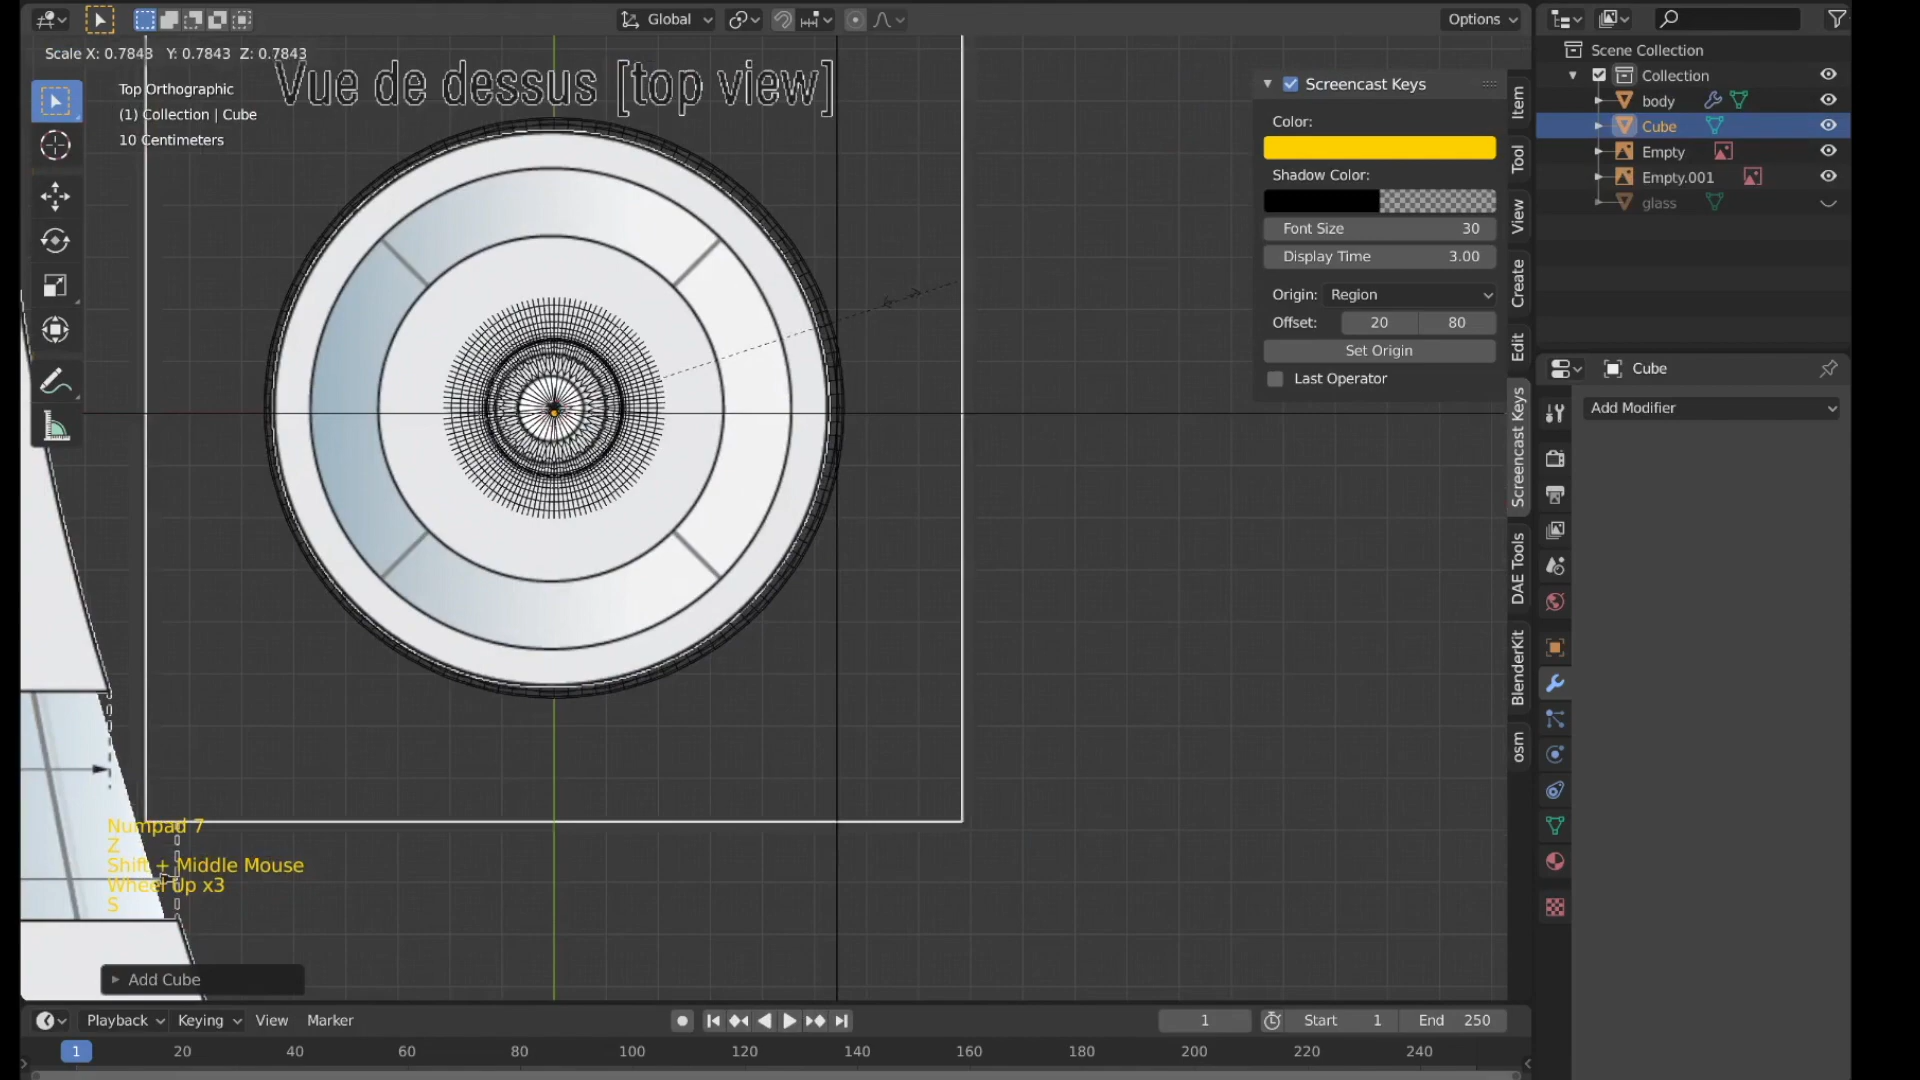 Global
Options
Scale X: 0.7843 Y: 0.7843 Z: 0.7843
Vue de dessus [top view]
Top Orthographic
(1) Collection | Cube
10 Centimeters
Screencast Keys
Color:
Shadow Color:
Font Size 30
Display Time 3.00
Origin: Region
Offset: 20 80
Set Origin
Last Operator
Item
Tool
View
Create
Edit
Screencast Keys
DAE Tools
BlenderKit
osm
Scene Collection
Collection
body
Cube
Empty
Empty.001
glass
Cube
Add Modifier
Numpad 7
Z
Shift + Middle Mouse
Wheel Up x3
S
Add Cube
Playback Keying View Marker
1 Start 1 End 250
1 20 40 60 80 100 120 140 160 180 200 220 240